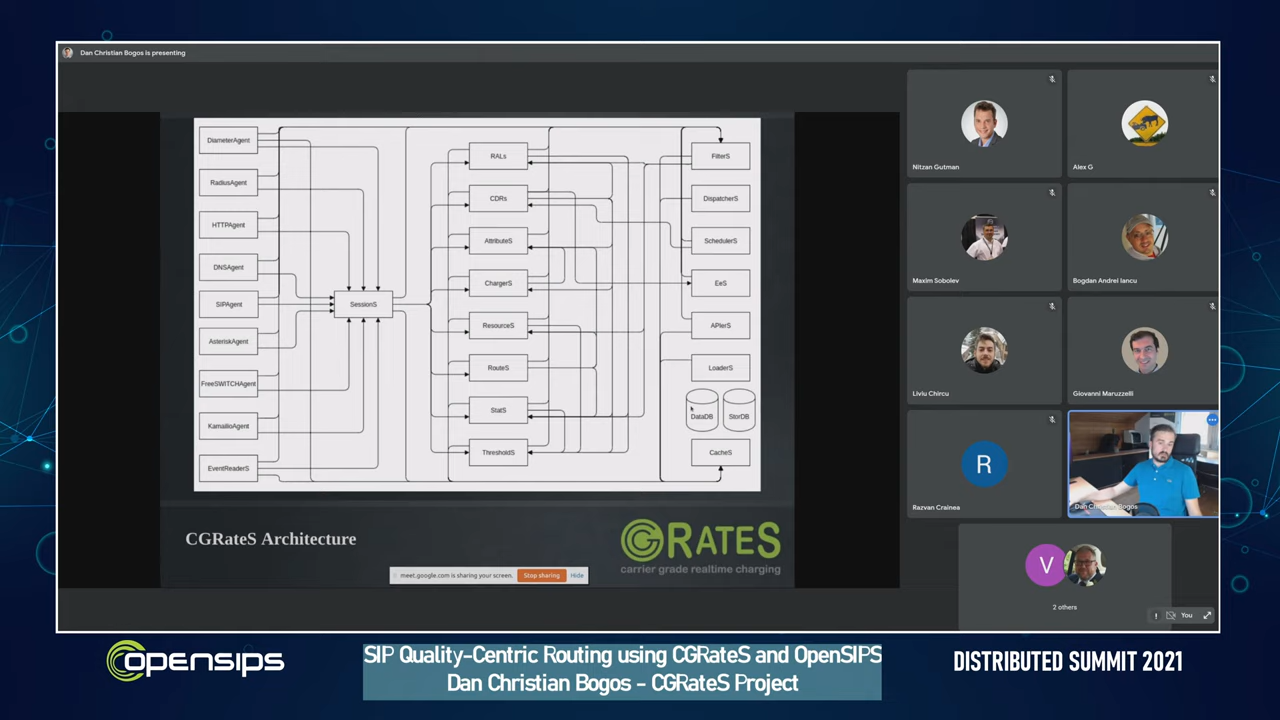 Dan Christian Bogos is presenting
DiameterAgent
RadiusAgent
HTTPAgent
DNSAgent
SIPAgent
AsteriskAgent
FreeSWITCHAgent
KamailioAgent
EventReaderS
SessionS
RALs
CDRs
AttributeS
ChargerS
ResourceS
RouteS
StatS
ThresholdS
FilterS
DispatcherS
SchedulerS
EeS
APIerS
LoaderS
DataDB
StorDB
CacheS
CGRateS Architecture
CGRATES
carrier grade realtime charging
meet.google.com is sharing your screen.
Stop sharing
Hide
Nitzan Gutman
Alex G
Maxim Sobolev
Bogdan Andrei Iancu
Liviu Chircu
Giovanni Maruzzelli
R
Razvan Crainea
Dan Christian Bogos
V
2 others
You
opensips
SIP Quality-Centric Routing using CGRateS and OpenSIPS
Dan Christian Bogos - CGRateS Project
DISTRIBUTED SUMMIT 2021